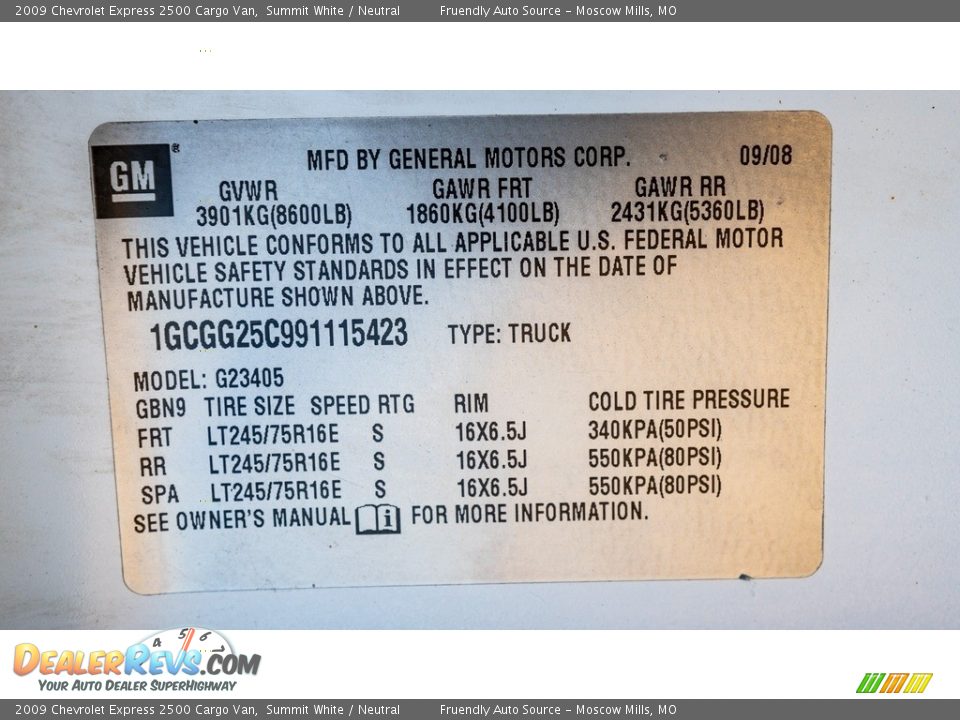 2009 Chevrolet Express 2500 Cargo Van,  Summit White / Neutral Fruendly Auto Source - Moscow Mills, MO
GM®
MFD BY GENERAL MOTORS CORP. 09/08
GVWR GAWR FRT GAWR RR
3901KG(8600LB) 1860KG(4100LB) 2431KG(5360LB)
THIS VEHICLE CONFORMS TO ALL APPLICABLE U.S. FEDERAL MOTOR
VEHICLE SAFETY STANDARDS IN EFFECT ON THE DATE OF
MANUFACTURE SHOWN ABOVE.
1GCGG25C991115423 TYPE: TRUCK
MODEL: G23405
GBN9 TIRE SIZE SPEED RTG RIM COLD TIRE PRESSURE
FRT LT245/75R16E S 16X6.5J 340KPA(50PSI)
RR LT245/75R16E S 16X6.5J 550KPA(80PSI)
SPA LT245/75R16E S 16X6.5J 550KPA(80PSI)
SEE OWNER'S MANUAL i FOR MORE INFORMATION.
4 5 6 7
DEALERREVS.COM
YOUR AUTO DEALER SUPERHIGHWAY
2009 Chevrolet Express 2500 Cargo Van,  Summit White / Neutral Fruendly Auto Source - Moscow Mills, MO